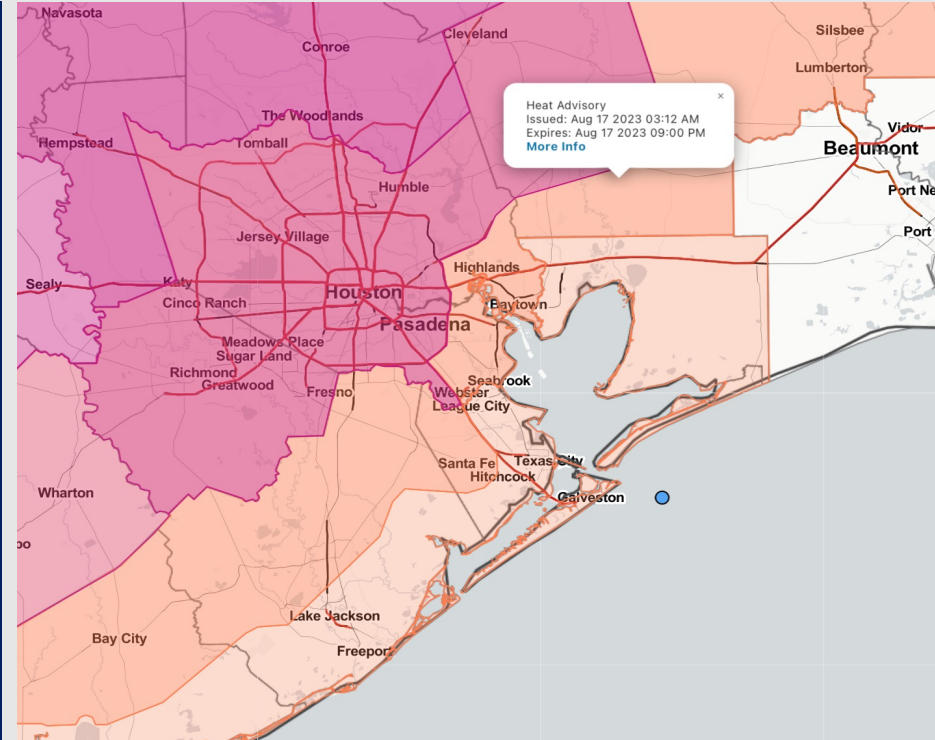 Navasota
Cleveland
Conroe
Silsbee
Lumberton
×
Heat Advisory
Issued: Aug 17 2023 03:12 AM
Expires: Aug 17 2023 09:00 PM
More Info
The Woodlands
Hempstead
Tomball
Vidor
Beaumont
Humble
Port Ne
Jersey Village
Port
Highlands
Sealy
Katy
Houston
Cinco Ranch
Baytown
Pasadena
Meadows Place
Sugar Land
Richmond
Greatwood
Seabrook
Fresno
Webster
League City
Santa Fe
Texas City
Hitchcock
Wharton
Galveston
oo
Lake Jackson
Bay City
Freeport